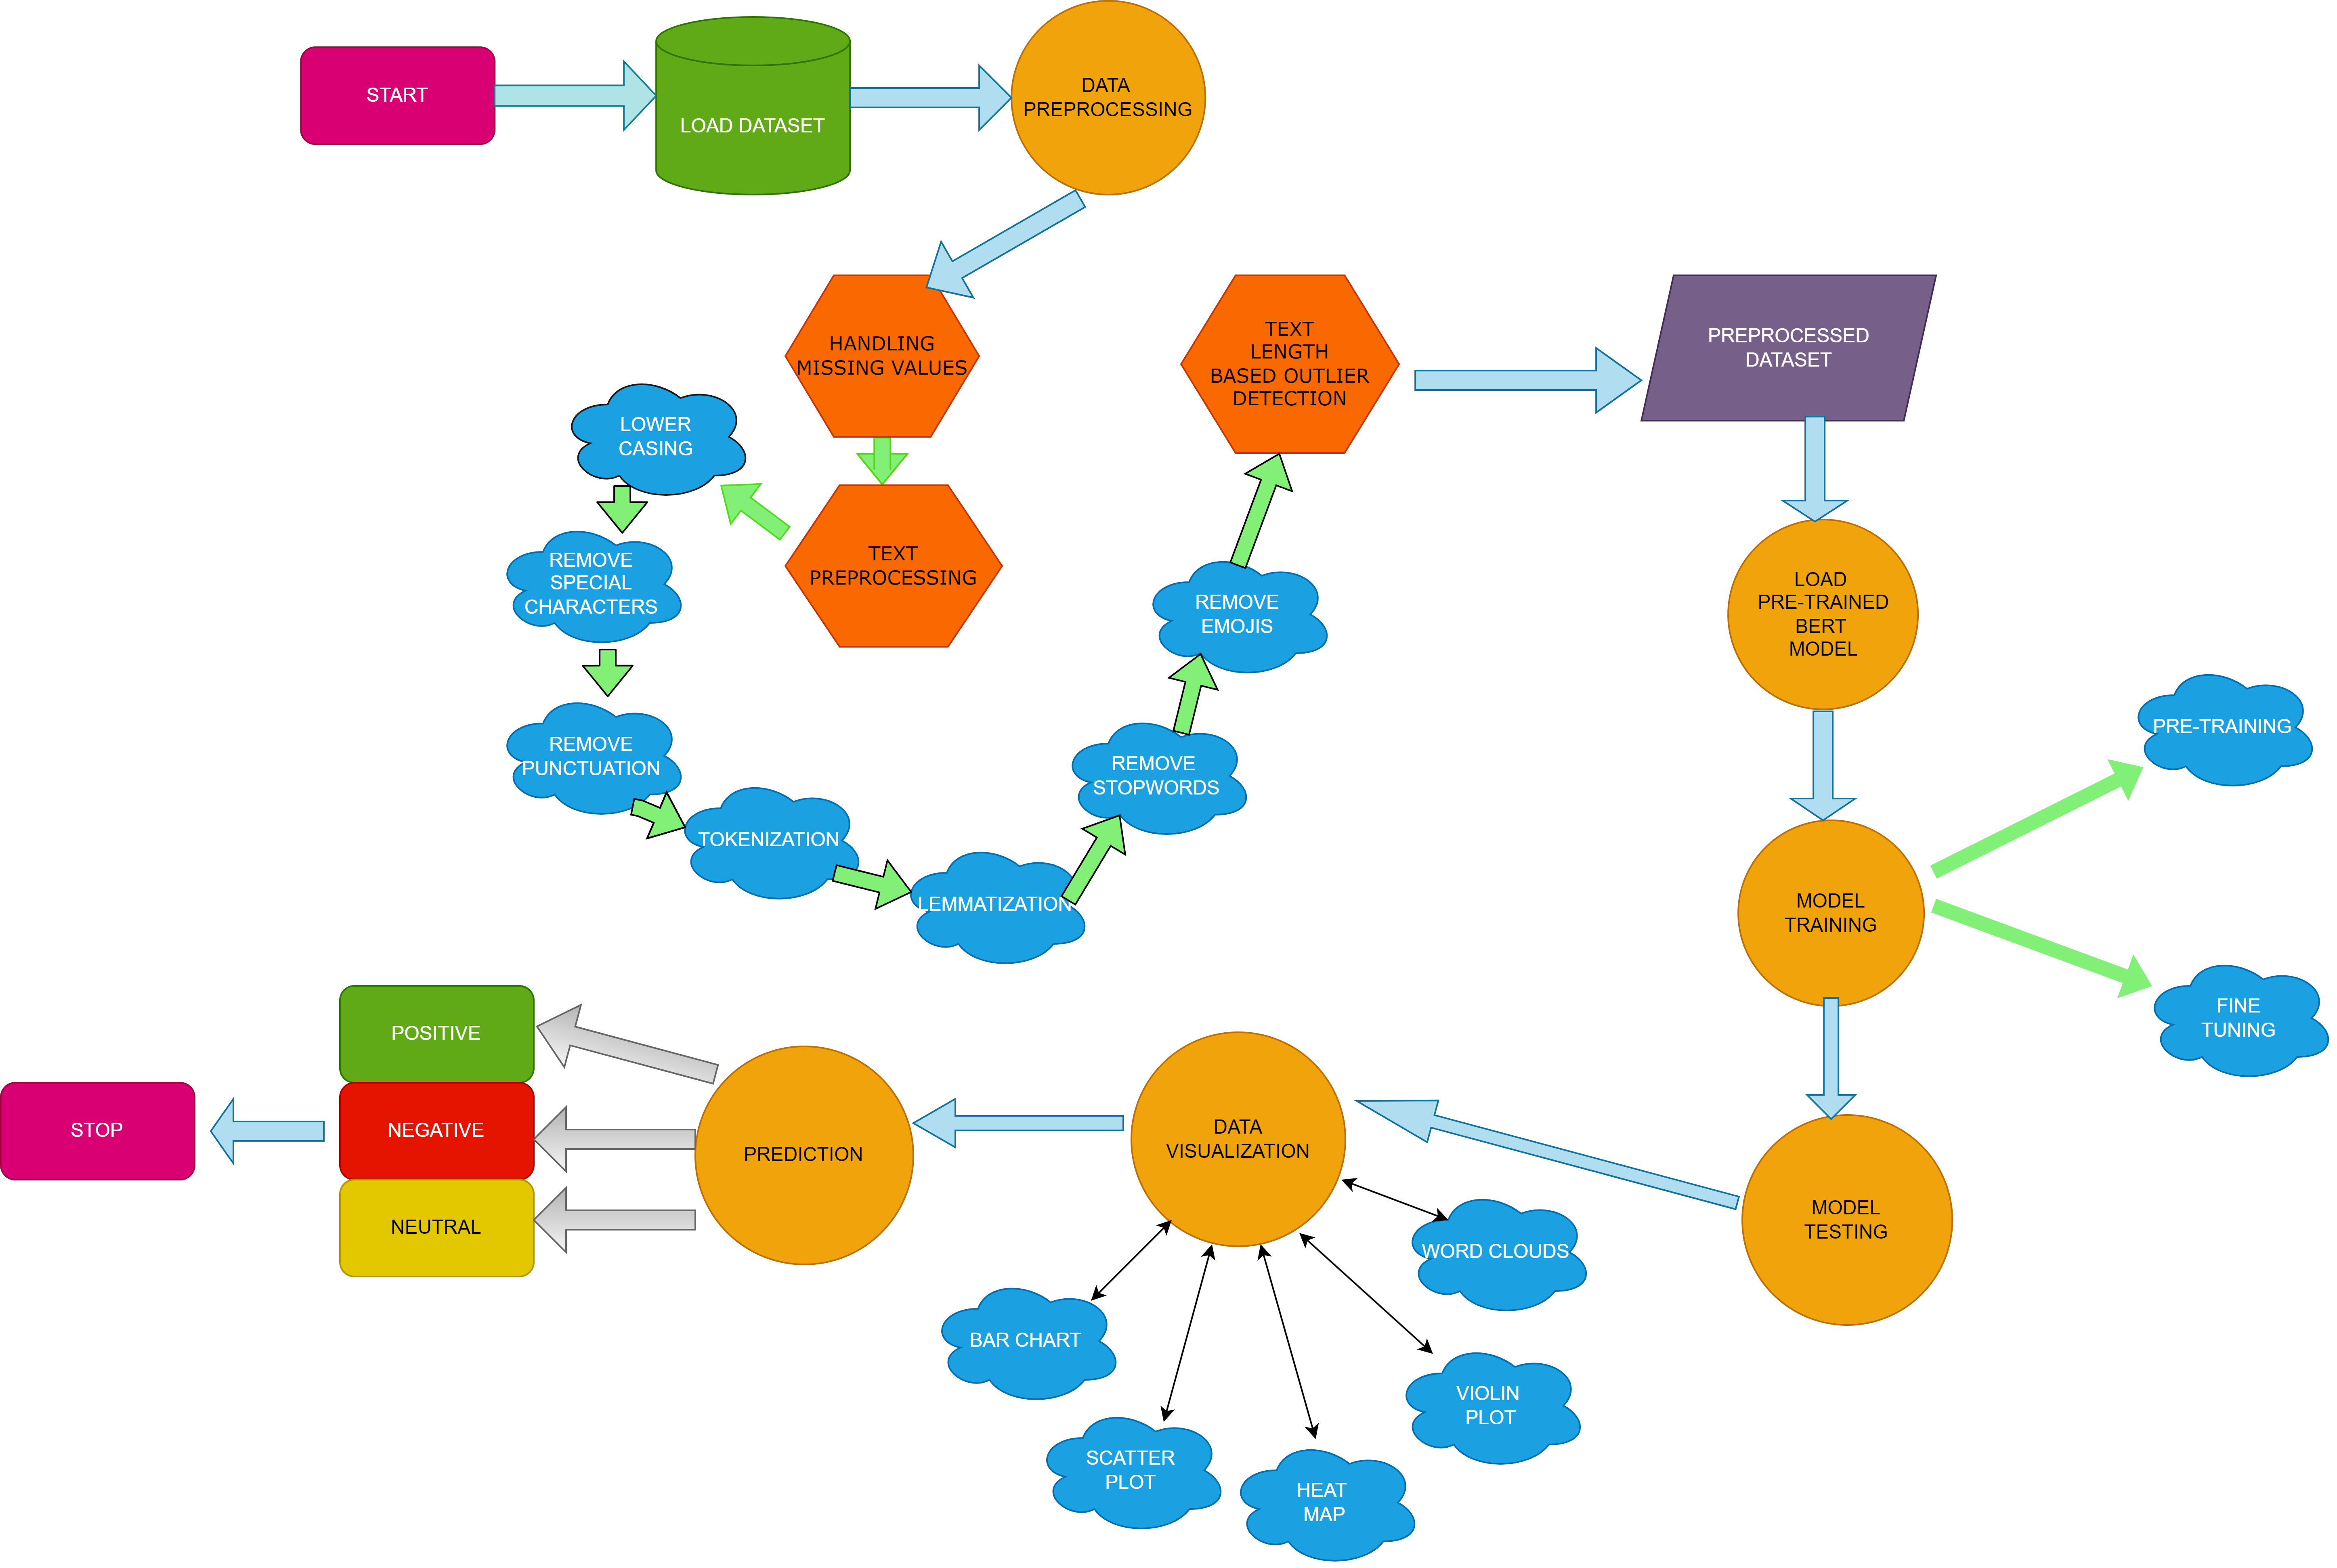 START
LOAD DATASET
DATA
PREPROCESSING
HANDLING
MISSING VALUES
TEXT
LENGTH
BASED OUTLIER
DETECTION
PREPROCESSED
DATASET
LOWER
CASING
TEXT
PREPROCESSING
REMOVE
SPECIAL
CHARACTERS
REMOVE
PUNCTUATION
TOKENIZATION
LEMMATIZATION
REMOVE
STOPWORDS
REMOVE
EMOJIS
LOAD
PRE-TRAINED
BERT
MODEL
MODEL
TRAINING
PRE-TRAINING
FINE
TUNING
MODEL
TESTING
DATA
VISUALIZATION
WORD CLOUDS
VIOLIN
PLOT
HEAT
MAP
SCATTER
PLOT
BAR CHART
PREDICTION
POSITIVE
NEGATIVE
NEUTRAL
STOP